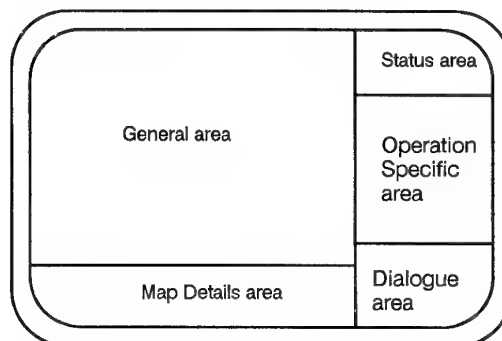 General area
Map Details area
Status area
Operation
Specific
area
Dialogue
area